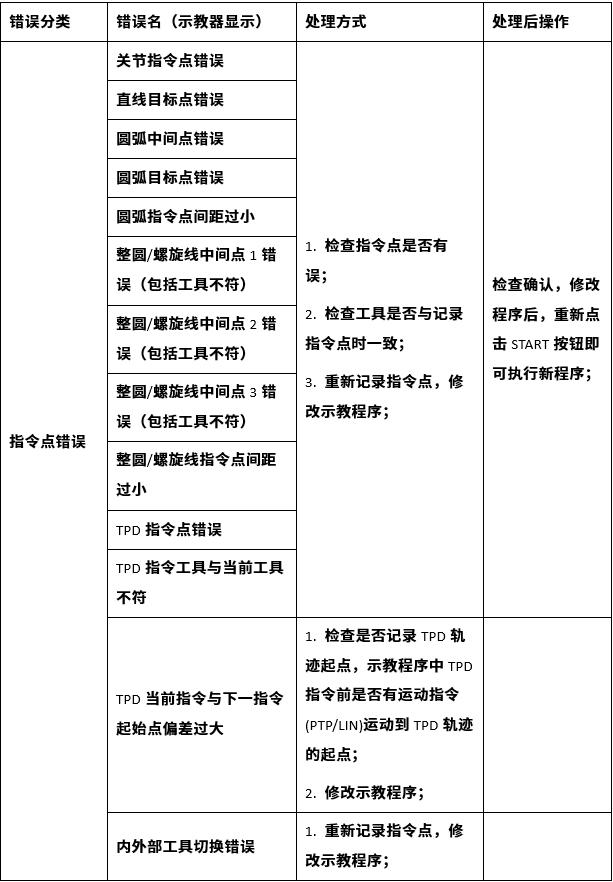 错误分类 错误名（示教器显示） 处理方式 处理后操作
指令点错误
关节指令点错误
直线目标点错误
圆弧中间点错误
圆弧目标点错误
圆弧指令点间距过小
整圆/螺旋线中间点 1 错
误（包括工具不符）
整圆/螺旋线中间点 2 错
误（包括工具不符）
整圆/螺旋线中间点 3 错
误（包括工具不符）
整圆/螺旋线指令点间距
过小
TPD 指令点错误
TPD 指令工具与当前工具
不符
1. 检查指令点是否有
误；
2. 检查工具是否与记录
指令点时一致；
3. 重新记录指令点，修
改示教程序；
检查确认，修改
程序后，重新点
击 START 按钮即
可执行新程序；
TPD 当前指令与下一指令
起始点偏差过大
1. 检查是否记录 TPD 轨
迹起点，示教程序中 TPD
指令前是否有运动指令
(PTP/LIN)运动到 TPD 轨迹
的起点；
2. 修改示教程序；
内外部工具切换错误
1. 重新记录指令点，修
改示教程序；